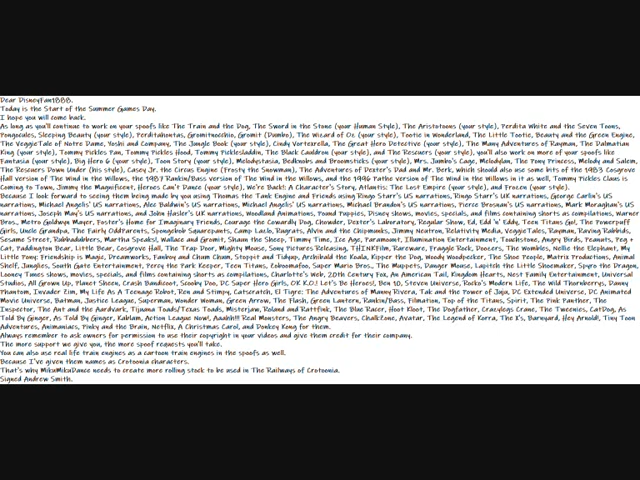 Dear DisneyFan1888.
Today is the Start of the Summer Games Day.
I hope you will come back.
As long as you'll continue to work on your spoofs like The Train and the Dog, The Sword in the Stone (your Human Style), The Aristotoons (your style), Perdita White and the Seven Toons,
Pongocules, Sleeping Beauty (your style), Perditahontas, Gromitnocchio, Gromit (Dumbo), The Wizard of Oz (your style), Tootie in Wonderland, The Little Tootie, Beauty and the Green Engine,
The VeggieTale of Notre Dame, Yoshi and Company, The Jungle Book (your style), Cindy Vortexrella, The Great Hero Detective (your style), The Many Adventures of Rayman, The Dalmatian
King (your style), Tommy Pickles Pan, Tommy Pickles Hood, Tommy Picklesladdin, The Black Cauldron (your style), and The Rescuers (your style), you'll also work on more of your spoofs like
Fantasia (your style), Big Hero 6 (your style), Toon Story (your style), Melodystasia, Bedknobs and Broomsticks (your style), Mrs. Jumbo's Cage, Melodylan, The Pony Princess, Melody and Salem,
The Rescuers Down Under (his style), Casey Jr. the Circus Engine (Frosty the Snowman), The Adventures of Dexter's Dad and Mr. Berk, which should also use some bits of the 1983 Cosgrove
Hall version of The Wind in the Willows, the 1987 Rankin/Bass version of The Wind in the Willows, and the 1996 Pathe version of The Wind in the Willows in it as well, Tommy Pickles Claus is
Coming to Town, Jimmy the Magnificent, Heroes Can't Dance (your style), We're Back!: A Character's Story, Atlantis: The Lost Empire (your style), and Frozen (your style).
Because I look forward to seeing them being made by you using Thomas the Tank Engine and Friends using Ringo Starr's US narrations, Ringo Starr's UK narrations, George Carlin's US
narrations, Michael Angelis' US narrations, Alec Baldwin's US narrations, Michael Angelis' UK narrations, Michael Brandon's US narrations, Pierce Brosnan's US narrations, Mark Moraghan's US
narrations, Joseph May's US narrations, and John Hasler's UK narrations, Woodland Animations, Pound Puppies, Disney shows, movies, specials, and films containing shorts as compilations, Warner
Bros., Metro Goldwyn Mayer, Foster's Home for Imaginary Friends, Courage the Cowardly Dog, Chowder, Dexter's Laboratory, Regular Show, Ed, Edd 'n' Eddy, Teen Titans Go!, The Powerpuff
Girls, Uncle Grandpa, The Fairly OddParents, Spongebob Squarepants, Camp Lazlo, Rugrats, Alvin and the Chipmunks, Jimmy Neutron, Relativity Media, VeggieTales, Rayman, Raving Rabbids,
Sesame Street, Rabbadabbers, Martha Speaks!, Wallace and Gromit, Shaun the Sheep, Timmy Time, Ice Age, Paramount, Illumination Entertainment, Touchstone, Angry Birds, Peanuts, Peg +
Cat, Paddington Bear, Little Bear, Cosgrove Hall, The Trap Door, Mighty Mouse, Sony Pictures Releasing, THINKFilm, Rareware, Fraggle Rock, Doozers, The Wombles, Nellie the Elephant, My
Little Pony: Friendship is Magic, Dreamworks, Fanboy and Chum Chum, Stoppit and Tidyup, Archibald the Koala, Kipper the Dog, Woody Woodpecker, The Shoe People, Matrix Productions, Animal
Shelf, Jungles, South Gate Entertainment, Percy the Park Keeper, Teen Titans, Zoboomafoo, Super Mario Bros., The Muppets, Danger Mouse, Lapitch the Little Shoemaker, Spyro the Dragon,
Looney Tunes shows, movies, specials, and films containing shorts as compilations, Charlotte's Web, 20th Century Fox, An American Tail, Kingdom Hearts, Nest Family Entertainment, Universal
Studios, All Grown Up, Planet Sheen, Crash Bandicoot, Scooby Doo, DC Super Hero Girls, O.K. K.O.! Let's Be Heroes!, Ben 10, Steven Universe, Rocko's Modern Life, The Wild Thornberrys, Danny
Phantom, Invader Zim, My Life As A Teenage Robot, Ren and Stimpy, Catscratch, El Tigre: The Adventures of Manny Rivera, Tak and the Power of Juju, DC Extended Universe, DC Animated
Movie Universe, Batman, Justice League, Superman, Wonder Woman, Green Arrow, The Flash, Green Lantern, Rankin/Bass, Filmation, Top of the Titans, Spirit, The Pink Panther, The
Inspector, The Ant and the Aardvark, Tijuana Toads/Texas Toads, Misterjaw, Roland and Rattfink, The Blue Racer, Hoot Kloot, The Dogfather, Crazylegs Crane, The Tweenies, CatDog, As
Told By Ginger, As Told By Ginger, Kablam, Action League Now!, Aaahh!!! Real Monsters, The Angry Beavers, ChalkZone, Avatar, The Legend of Korra, The X's, Barnyard, Hey Arnold!, Tiny Toon
Adventures, Animaniacs, Pinky and the Brain, Netflix, A Christmas Carol, and Donkey Kong for them.
Always remember to ask owners for permission to use their copyright in your videos and give them credit for their company.
The more support we give you, the more spoof requests you'll take.
You can also use real life train engines as a cartoon train engines in the spoofs as well.
Because I've given them names as Crotoonia characters.
That's why MikuMikuDance needs to create more rolling stock to be used in The Railways of Crotoonia.
Signed Andrew Smith.